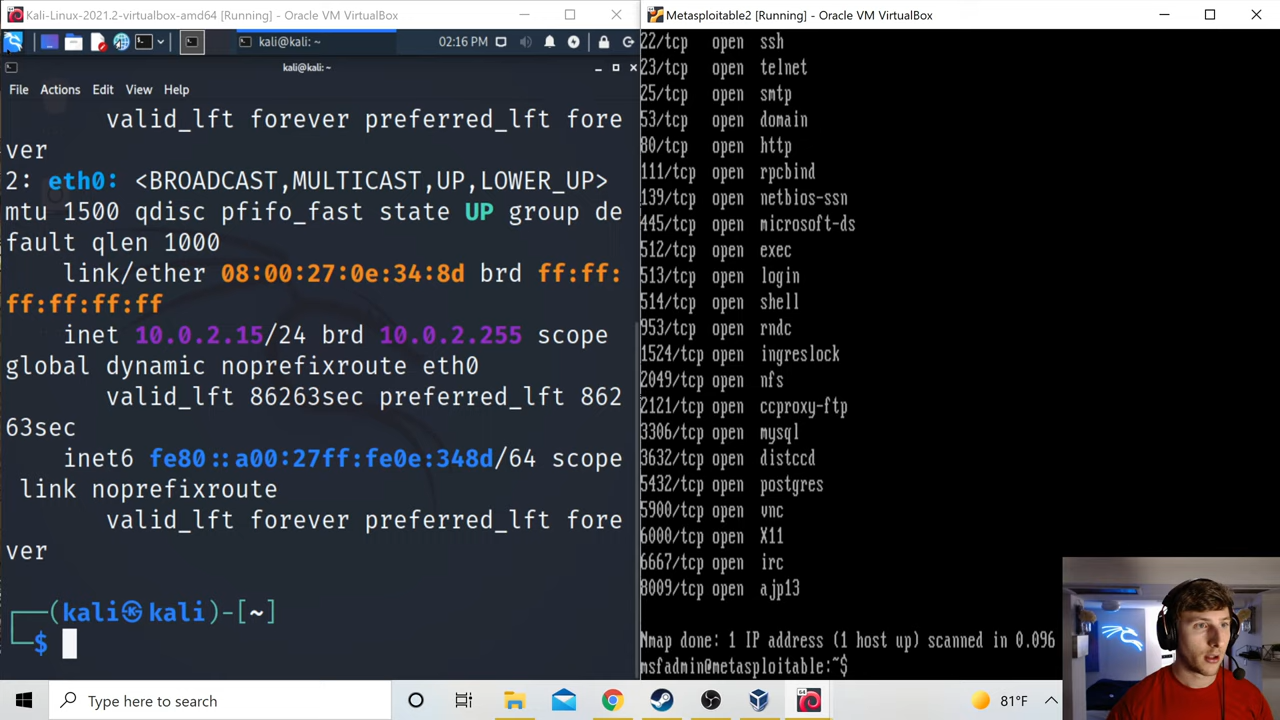 Kali-Linux-2021.2-virtualbox-amd64 [Running] - Oracle VM VirtualBox
kali@kali: ~
02:16 PM
kali@kali: ~
File Actions Edit View Help
valid_lft forever preferred_lft fore
ver
2: eth0: <BROADCAST,MULTICAST,UP,LOWER_UP>
mtu 1500 qdisc pfifo_fast state UP group de
fault qlen 1000
link/ether 08:00:27:0e:34:8d brd ff:ff:
ff:ff:ff:ff
inet 10.0.2.15/24 brd 10.0.2.255 scope
global dynamic noprefixroute eth0
valid_lft 86263sec preferred_lft 862
63sec
inet6 fe80::a00:27ff:fe0e:348d/64 scope
link noprefixroute
valid_lft forever preferred_lft fore
ver
(kali㉿kali)-[~]
$
Metasploitable2 [Running] - Oracle VM VirtualBox
22/tcp open ssh
23/tcp open telnet
25/tcp open smtp
53/tcp open domain
80/tcp open http
111/tcp open rpcbind
139/tcp open netbios-ssn
445/tcp open microsoft-ds
512/tcp open exec
513/tcp open login
514/tcp open shell
953/tcp open rndc
1524/tcp open ingreslock
2049/tcp open nfs
2121/tcp open ccproxy-ftp
3306/tcp open mysql
3632/tcp open distccd
5432/tcp open postgres
5900/tcp open vnc
6000/tcp open X11
6667/tcp open irc
8009/tcp open ajp13
Nmap done: 1 IP address (1 host up) scanned in 0.096
msfadmin@metasploitable:~$
Type here to search
81°F